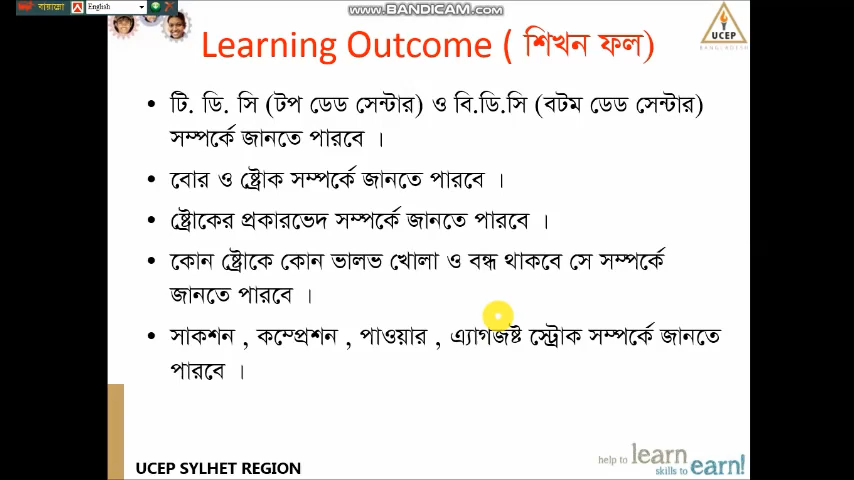 বায়ান্নো English
www.BANDICAM.com
UCEP
BANGLADESH
Learning Outcome ( শিখন ফল)
• টি. ডি. সি (টপ ডেড সেন্টার) ও বি.ডি.সি (বটম ডেড সেন্টার)
সম্পর্কে জানতে পারবে ।
• বোর ও ষ্ট্রোক সম্পর্কে জানতে পারবে ।
• ষ্ট্রোকের প্রকারভেদ সম্পর্কে জানতে পারবে ।
• কোন ষ্ট্রোকে কোন ভালভ খোলা ও বন্ধ থাকবে সে সম্পর্কে
জানতে পারবে ।
• সাকশন , কম্প্রেশন , পাওয়ার , এ্যাগজষ্ট স্ট্রোক সম্পর্কে জানতে
পারবে ।
UCEP SYLHET REGION
help to learn
skills to earn!